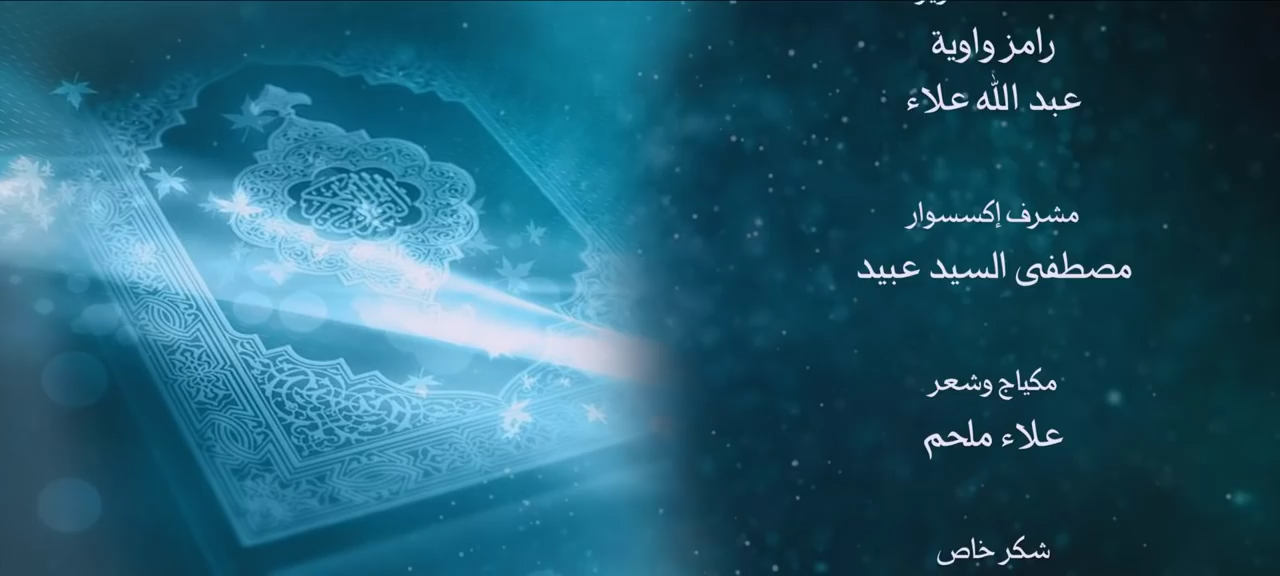 رامز واوية
عبد الله علاء
مشرف إكسسوار
مصطفى السيد عبيد
مكياج وشعر
علاء ملحم
شكر خاص